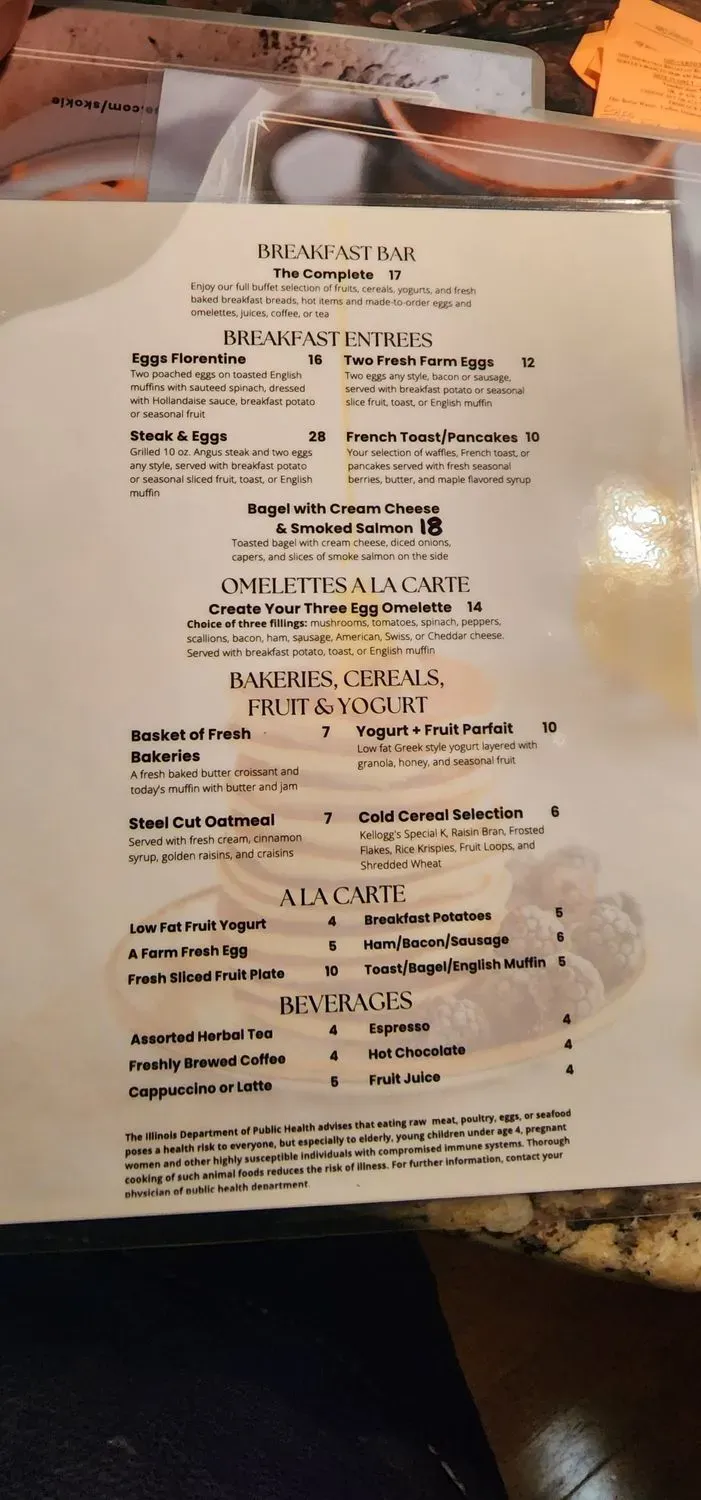 e.com/skokie
BREAKFAST BAR
The Complete 17
Enjoy our full buffet selection of fruits, cereals, yogurts, and fresh
baked breakfast breads, hot items and made-to-order eggs and
omelettes, juices, coffee, or tea
BREAKFAST ENTREES
Eggs Florentine 16
Two poached eggs on toasted English
muffins with sauteed spinach, dressed
with Hollandaise sauce, breakfast potato
or seasonal fruit
Two Fresh Farm Eggs 12
Two eggs any style, bacon or sausage,
served with breakfast potato or seasonal
slice fruit, toast, or English muffin
Steak & Eggs 28
Grilled 10 oz. Angus steak and two eggs
any style, served with breakfast potato
or seasonal sliced fruit, toast, or English
muffin
French Toast/Pancakes 10
Your selection of waffles, French toast, or
pancakes served with fresh seasonal
berries, butter, and maple flavored syrup
Bagel with Cream Cheese
& Smoked Salmon 18
Toasted bagel with cream cheese, diced onions,
capers, and slices of smoke salmon on the side
OMELETTES A LA CARTE
Create Your Three Egg Omelette 14
Choice of three fillings: mushrooms, tomatoes, spinach, peppers,
scallions, bacon, ham, sausage, American, Swiss, or Cheddar cheese.
Served with breakfast potato, toast, or English muffin
BAKERIES, CEREALS,
FRUIT & YOGURT
Basket of Fresh 7
Bakeries
A fresh baked butter croissant and
today's muffin with butter and jam
Yogurt + Fruit Parfait 10
Low fat Greek style yogurt layered with
granola, honey, and seasonal fruit
Steel Cut Oatmeal 7
Served with fresh cream, cinnamon
syrup, golden raisins, and craisins
Cold Cereal Selection 6
Kellogg's Special K, Raisin Bran, Frosted
Flakes, Rice Krispies, Fruit Loops, and
Shredded Wheat
A LA CARTE
Low Fat Fruit Yogurt 4
A Farm Fresh Egg 5
Fresh Sliced Fruit Plate 10
Breakfast Potatoes 5
Ham/Bacon/Sausage 6
Toast/Bagel/English Muffin 5
BEVERAGES
Assorted Herbal Tea 4
Freshly Brewed Coffee 4
Cappuccino or Latte 5
Espresso 4
Hot Chocolate 4
Fruit Juice 4
The Illinois Department of Public Health advises that eating raw meat, poultry, eggs, or seafood
poses a health risk to everyone, but especially to elderly, young children under age 4, pregnant
women and other highly susceptible individuals with compromised immune systems. Thorough
cooking of such animal foods reduces the risk of illness. For further information, contact your
physician of public health department.